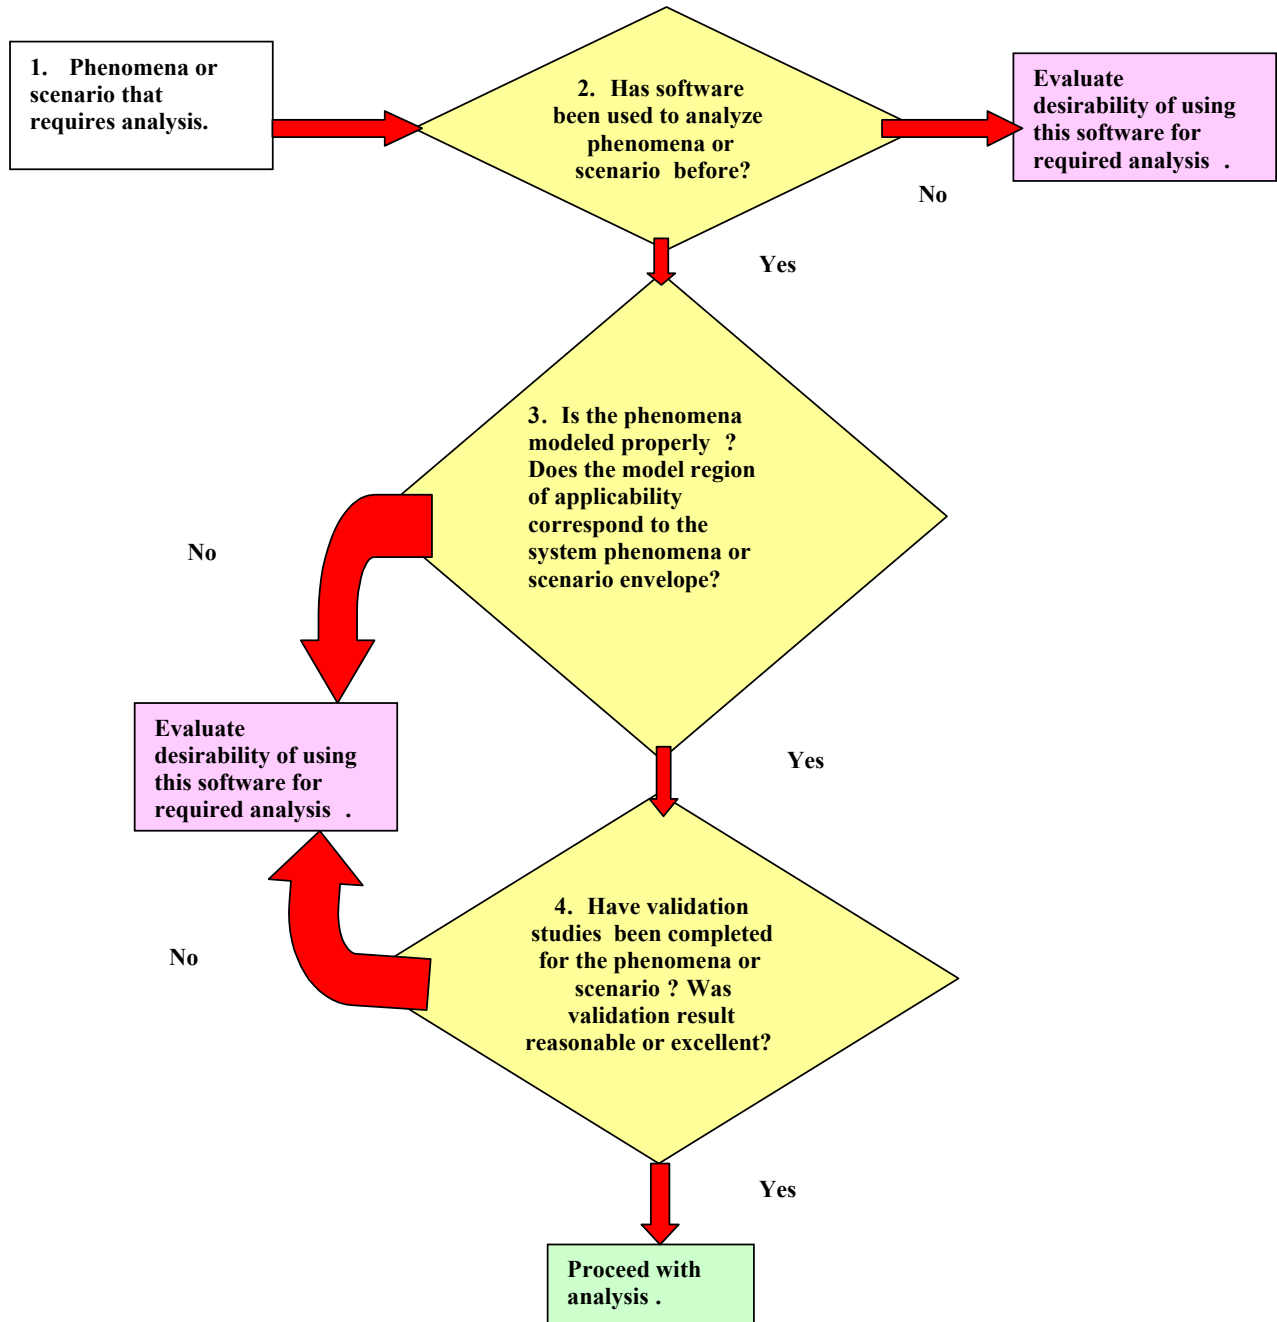 1. Phenomena or
scenario that
requires analysis.
2. Has software
been used to analyze
phenomena or
scenario before?
Evaluate
desirability of using
this software for
required analysis .
No
Yes
3. Is the phenomena
modeled properly ?
Does the model region
of applicability
correspond to the
system phenomena or
scenario envelope?
No
Evaluate
desirability of using
this software for
required analysis .
Yes
4. Have validation
studies been completed
for the phenomena or
scenario ? Was
validation result
reasonable or excellent?
No
Yes
Proceed with
analysis .